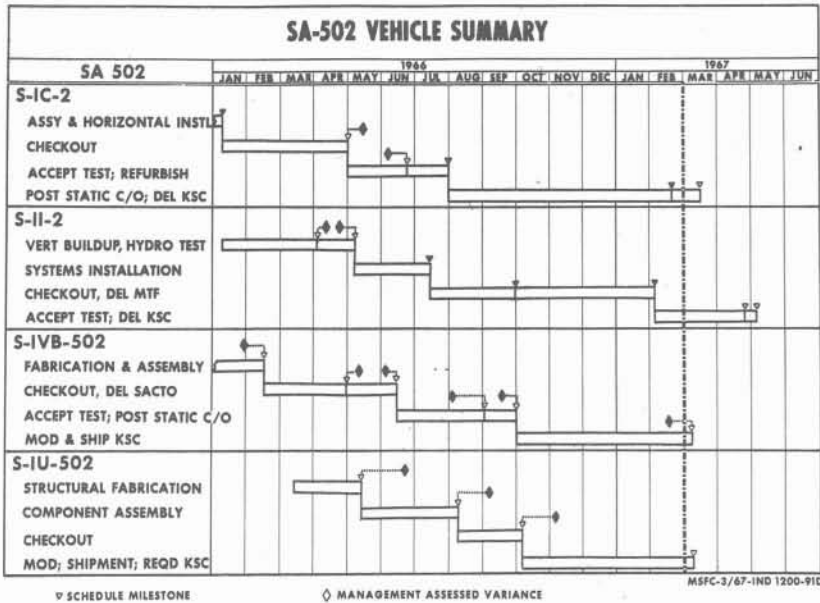 SA-502 VEHICLE SUMMARY
SA 502
1966
1967
JAN FEB MAR APR MAY JUN JUL AUG SEP OCT NOV DEC JAN FEB MAR APR MAY JUN
S-IC-2
ASSY & HORIZONTAL INSTL
CHECKOUT
ACCEPT TEST; REFURBISH
POST STATIC C/O; DEL KSC
S-II-2
VERT BUILDUP, HYDRO TEST
SYSTEMS INSTALLATION
CHECKOUT, DEL MTF
ACCEPT TEST; DEL KSC
S-IVB-502
FABRICATION & ASSEMBLY
CHECKOUT, DEL SACTO
ACCEPT TEST; POST STATIC C/O
MOD & SHIP KSC
S-IU-502
STRUCTURAL FABRICATION
COMPONENT ASSEMBLY
CHECKOUT
MOD; SHIPMENT; REQD KSC
MSFC-3/67-IND 1200-91D
SCHEDULE MILESTONE
MANAGEMENT ASSESSED VARIANCE